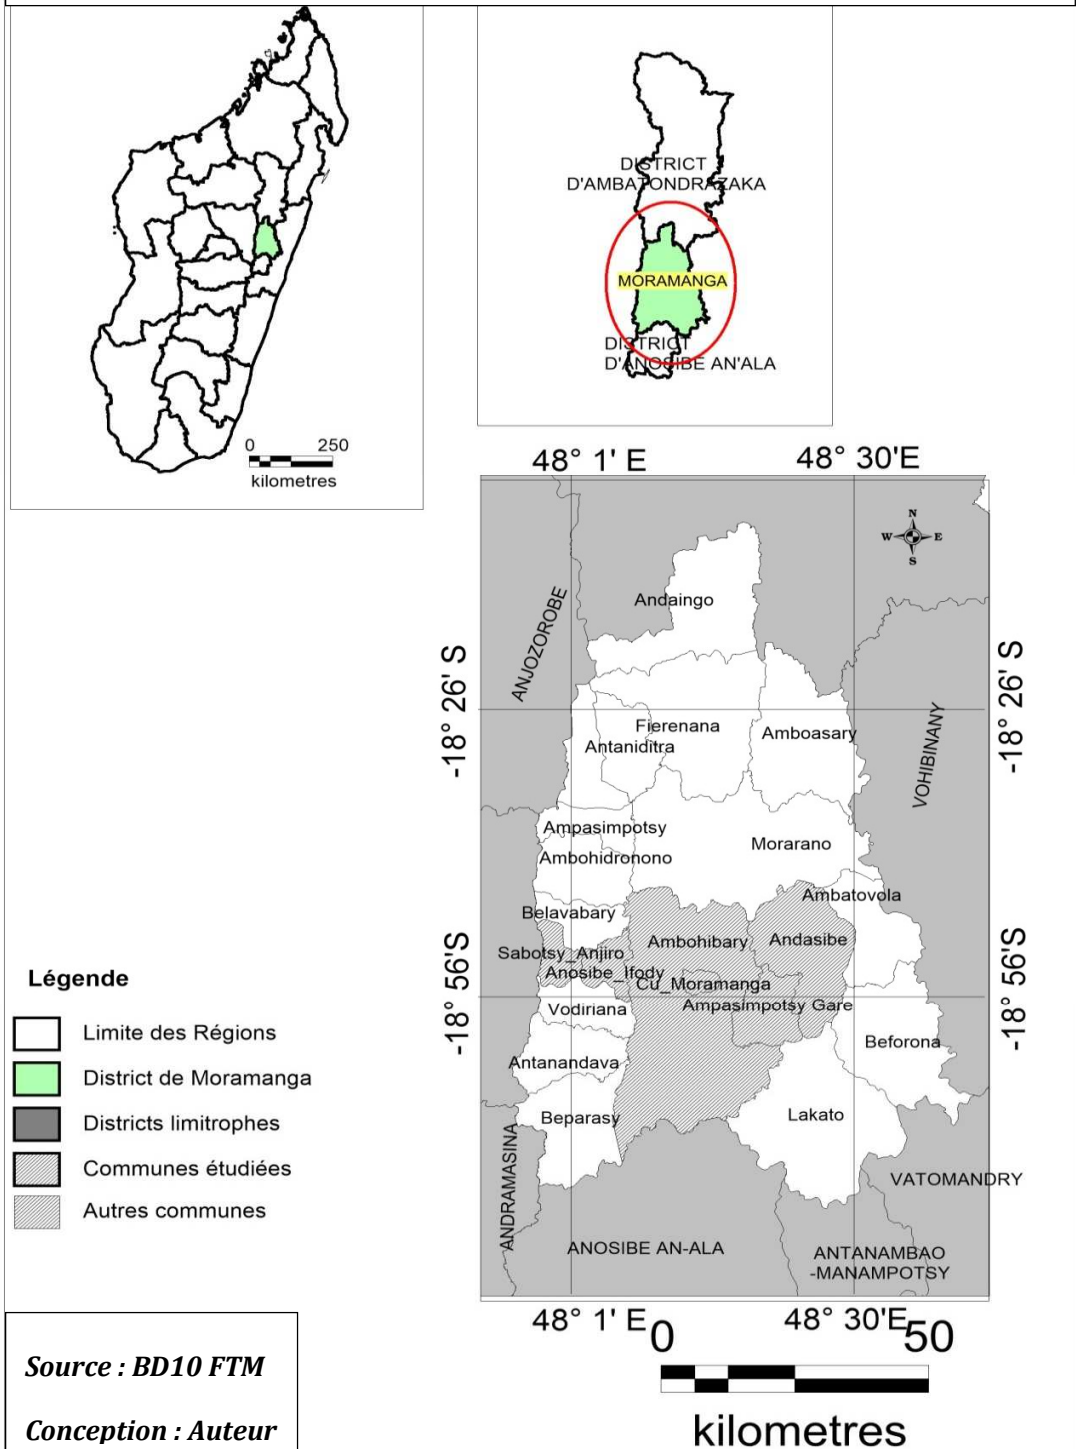 0 250
kilometres
DISTRICT
D'AMBATONDRAZAKA
MORAMANGA
DISTRICT
D'ANOSIBE AN'ALA
48° 1' E 48° 30'E
N
W E
S
Andaingo
ANJOZOROBE
-18° 26' S
-18° 26' S
Fierenana
Antaniditra
Amboasary
VOHIBINANY
Ampasimpotsy
Ambohidronono
Morarano
Ambatovola
Belavabary
Sabotsy_Anjiro
Ambohibary
Andasibe
Anosibe_Ifody
Cu_Moramanga
-18° 56'S
-18° 56'S
Vodiriana
Ampasimpotsy Gare
Beforona
Antanandava
Beparasy
Lakato
ANDRAMASINA
VATOMANDRY
ANOSIBE AN-ALA
ANTANAMBAO
-MANAMPOTSY
48° 1' E 48° 30'E
0 50
kilometres
Légende
Limite des Régions
District de Moramanga
Districts limitrophes
Communes étudiées
Autres communes
Source : BD10 FTM
Conception : Auteur